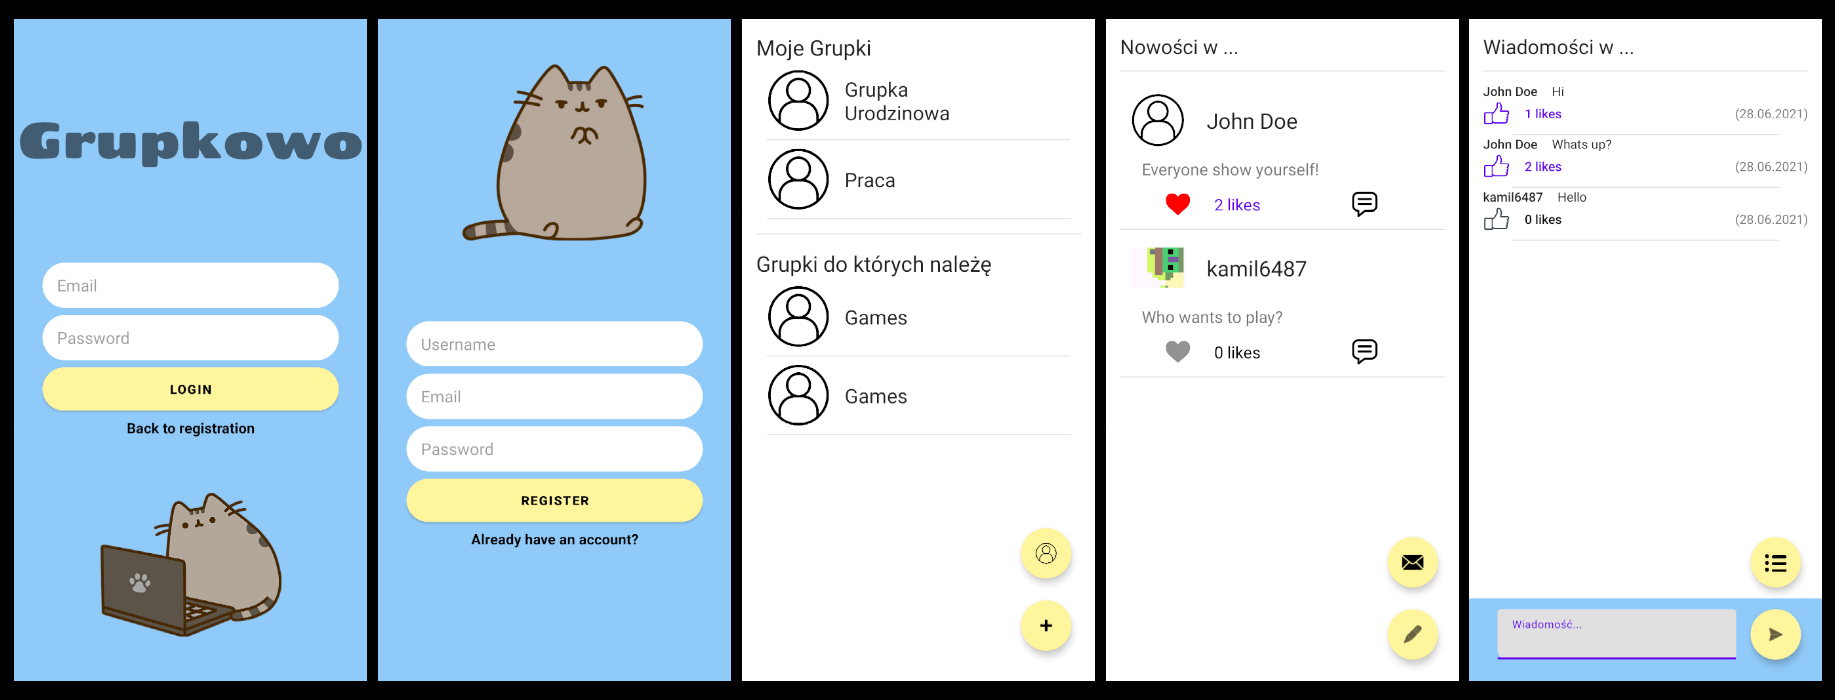 Grupkowo
Email
Password
LOGIN
Back to registration
Username
Email
Password
REGISTER
Already have an account?
Moje Grupki
Grupka
Urodzinowa
Praca
Grupki do których należę
Games
Games
Nowości w ...
John Doe
Everyone show yourself!
2 likes
kamil6487
Who wants to play?
0 likes
Wiadomości w ...
John Doe Hi
1 likes (28.06.2021)
John Doe Whats up?
2 likes (28.06.2021)
kamil6487 Hello
0 likes (28.06.2021)
Wiadomość...